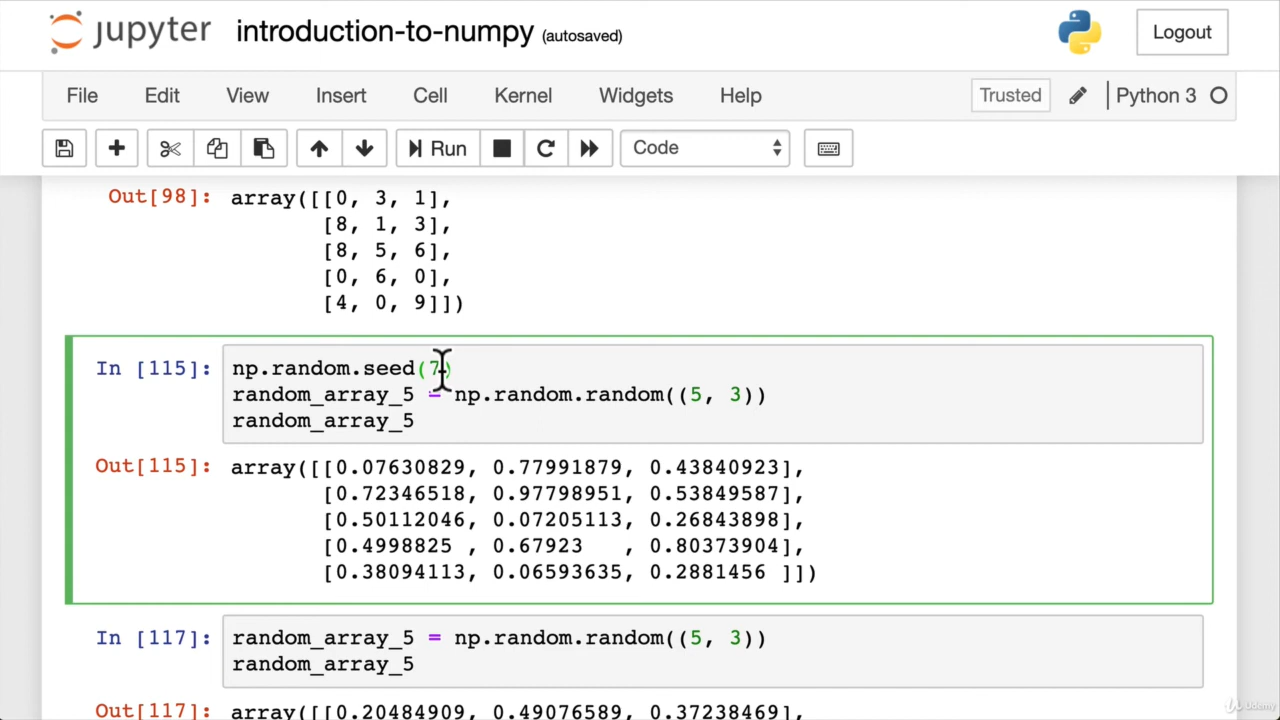 jupyter introduction-to-numpy (autosaved) Logout
File Edit View Insert Cell Kernel Widgets Help Trusted Python 3
Run Code
Out[98]: array([[0, 3, 1],
[8, 1, 3],
[8, 5, 6],
[0, 6, 0],
[4, 0, 9]])
In [115]: np.random.seed(7)
random_array_5 = np.random.random((5, 3))
random_array_5
Out[115]: array([[0.07630829, 0.77991879, 0.43840923],
[0.72346518, 0.97798951, 0.53849587],
[0.50112046, 0.07205113, 0.26843898],
[0.4998825 , 0.67923   , 0.80373904],
[0.38094113, 0.06593635, 0.2881456 ]])
In [117]: random_array_5 = np.random.random((5, 3))
random_array_5
Out[117]: array([[0.20484909, 0.49076589, 0.37238469],
Udemy